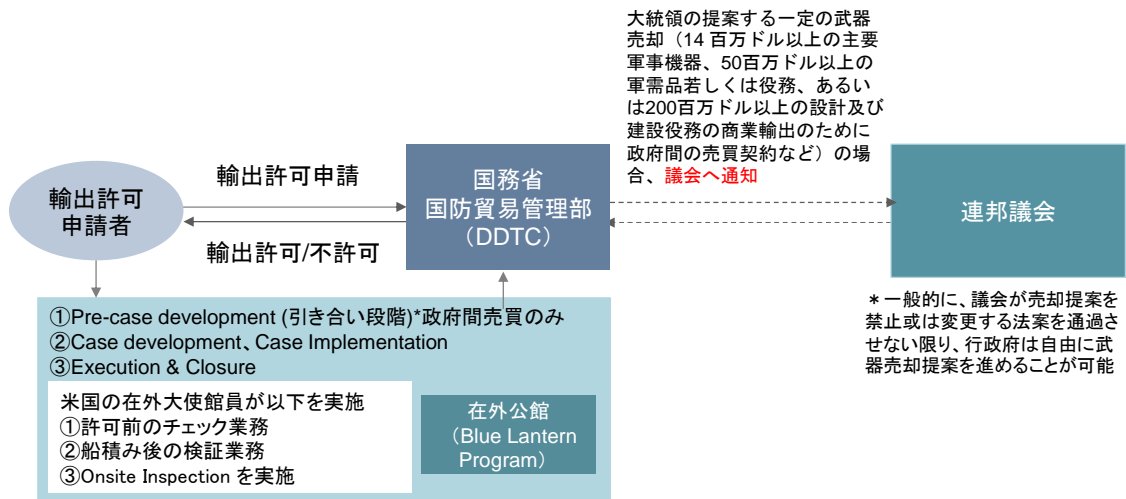 大統領の提案する一定の武器
売却（14 百万ドル以上の主要
軍事機器、50百万ドル以上の
軍需品若しくは役務、あるい
は200百万ドル以上の設計及び
建設役務の商業輸出のために
政府間の売買契約など）の場
合、議会へ通知
輸出許可
申請者
輸出許可申請
輸出許可/不許可
国務省
国防貿易管理部
（DDTC）
連邦議会
＊一般的に、議会が売却提案を
禁止或は変更する法案を通過さ
せない限り、行政府は自由に武
器売却提案を進めることが可能
①Pre-case development (引き合い段階)*政府間売買のみ
②Case development、Case Implementation
③Execution & Closure
米国の在外大使館員が以下を実施
①許可前のチェック業務
②船積み後の検証業務
③Onsite Inspection を実施
在外公館
（Blue Lantern
Program）